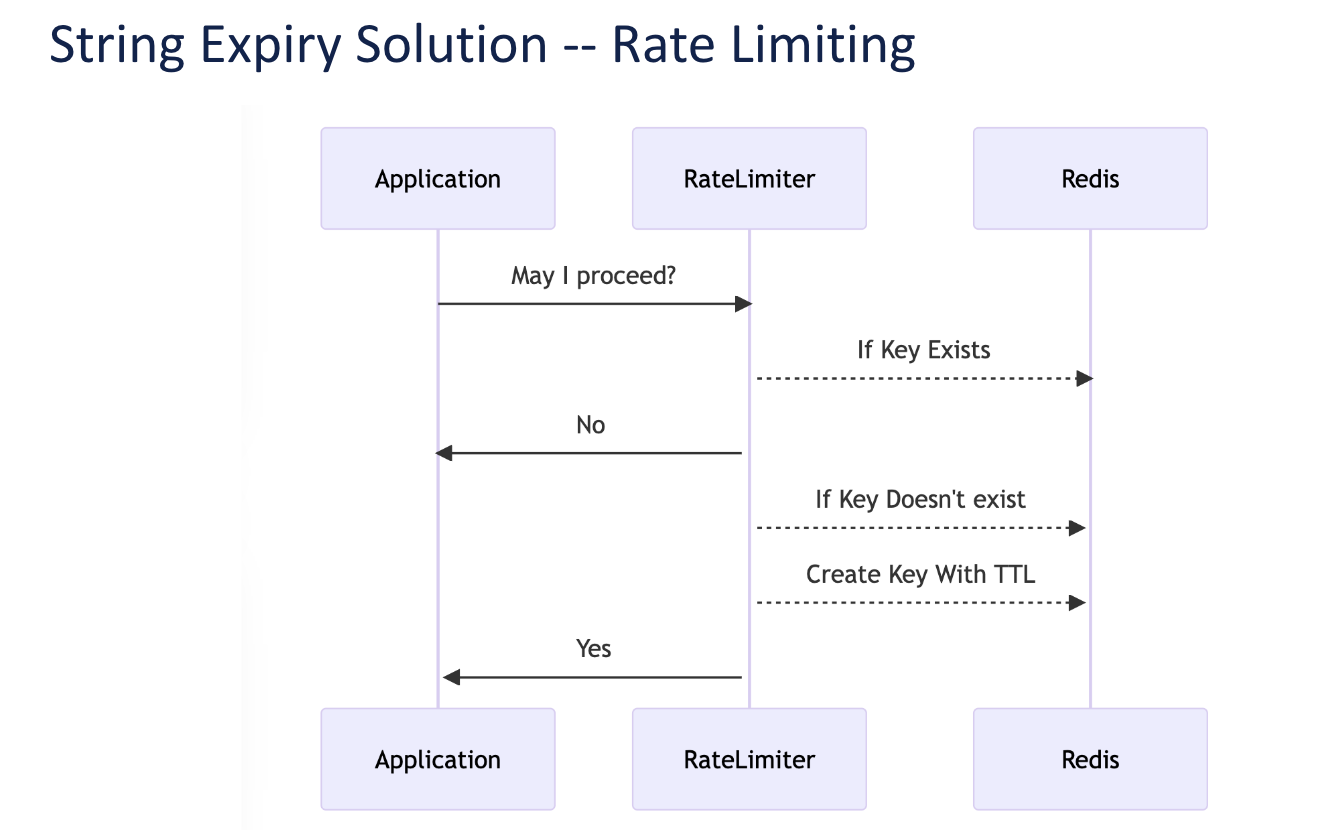 String Expiry Solution -- Rate Limiting
Application
RateLimiter
Redis
May I proceed?
If Key Exists
No
If Key Doesn't exist
Create Key With TTL
Yes
Application
RateLimiter
Redis